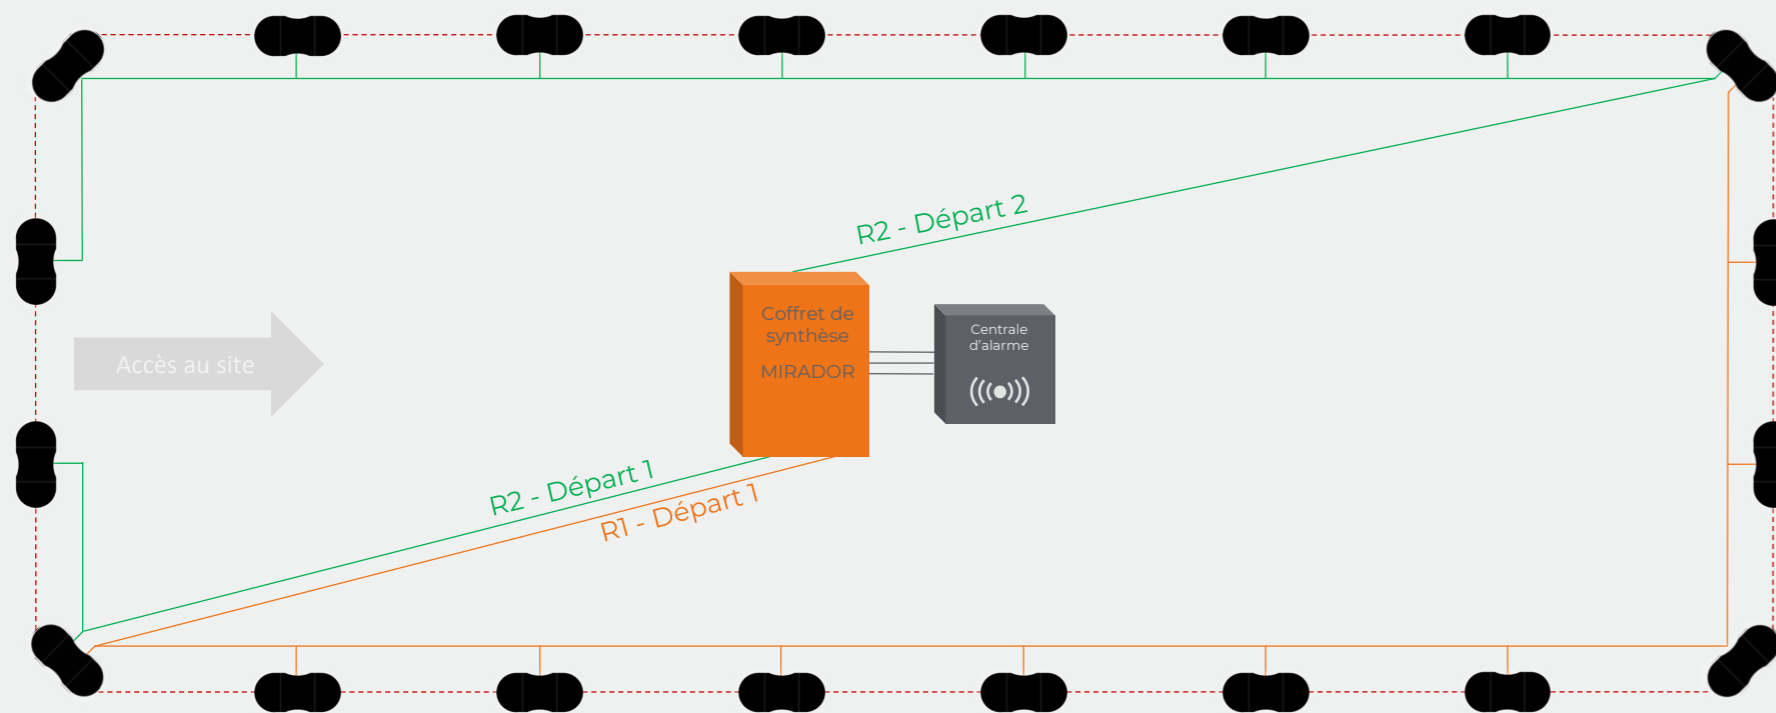 R2 - Départ 2
Coffret de
synthèse
MIRADOR
Centrale
d'alarme
Accès au site
R2 - Départ 1
R1 - Départ 1